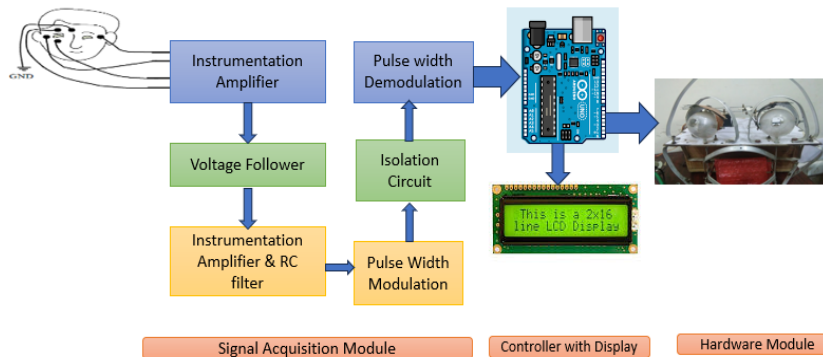 GND
Instrumentation
Amplifier
Voltage Follower
Instrumentation
Amplifier & RC
filter
Pulse Width
Modulation
Isolation
Circuit
Pulse width
Demodulation
UNO
This is a 2x16
line LCD Display
Signal Acquisition Module
Controller with Display
Hardware Module